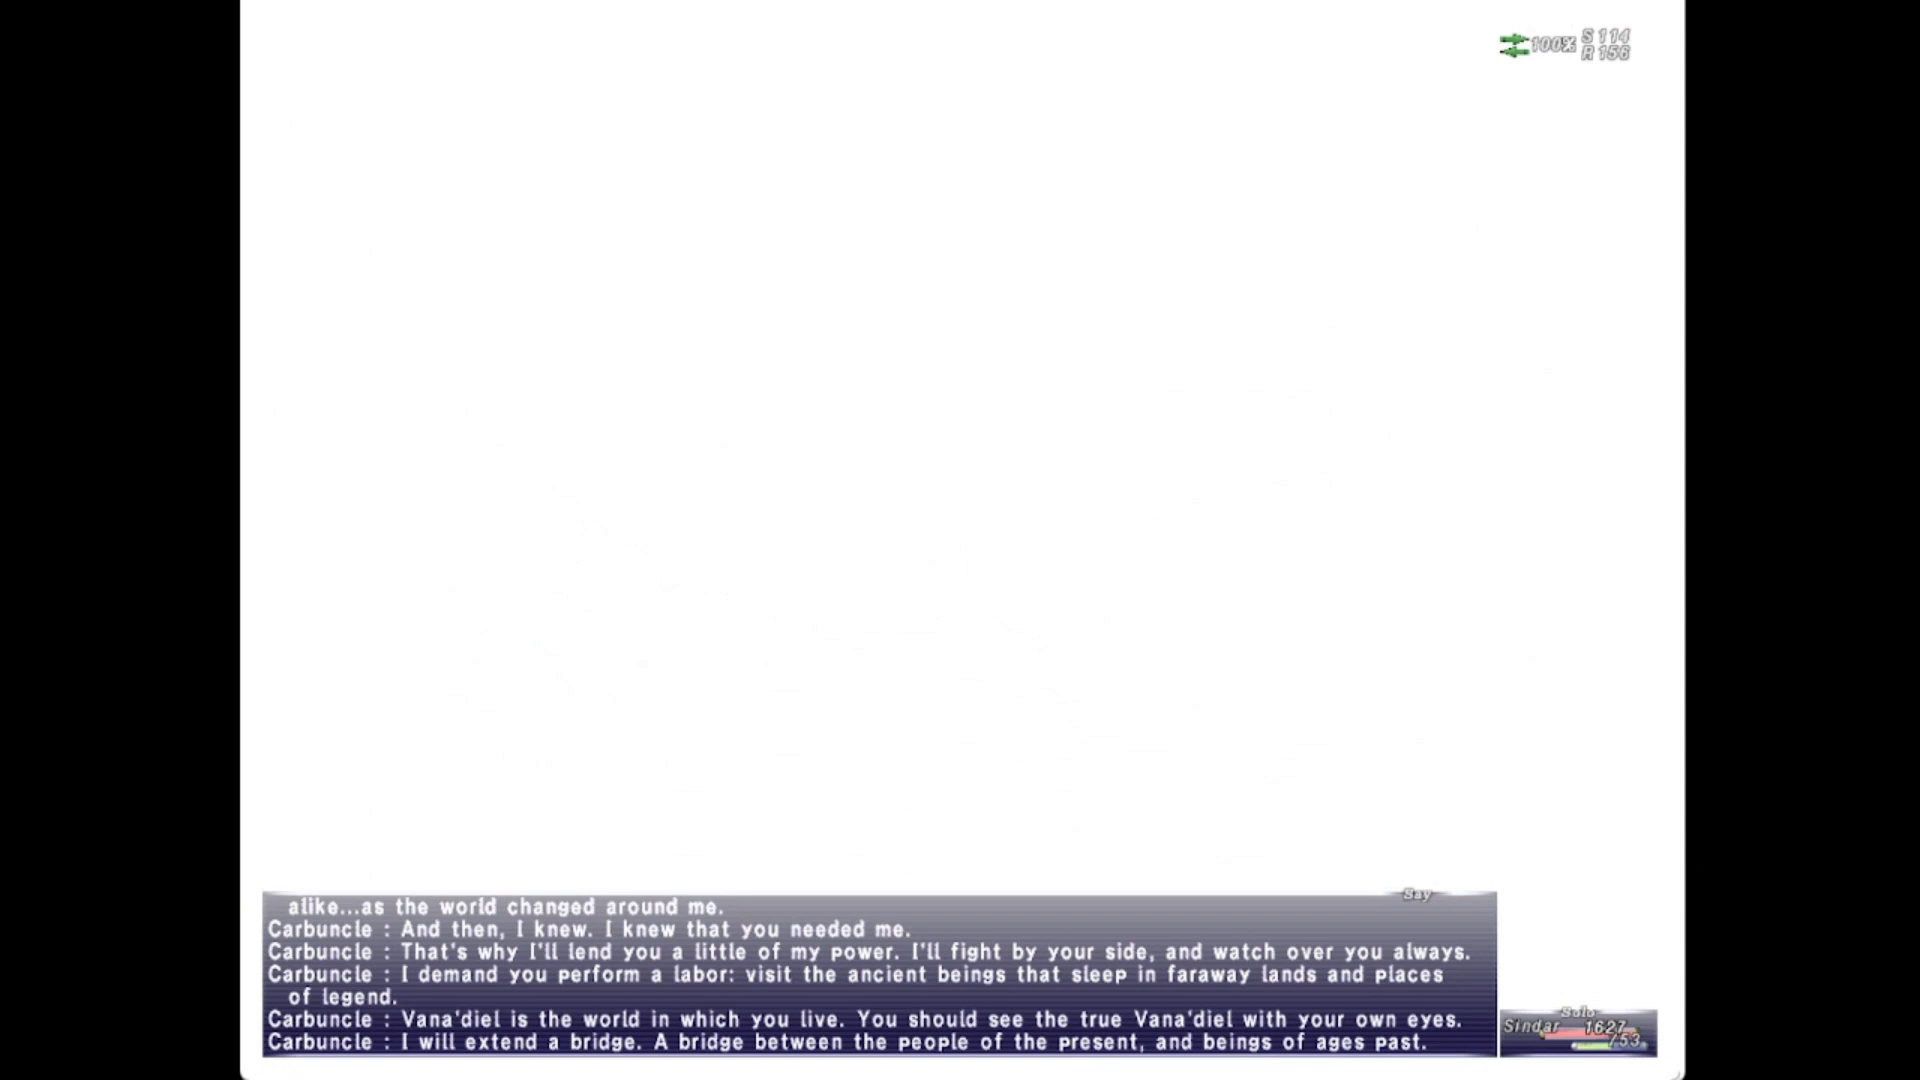 100% S 114
R 156
Say
alike...as the world changed around me.
Carbuncle : And then, I knew. I knew that you needed me.
Carbuncle : That's why I'll lend you a little of my power. I'll fight by your side, and watch over you always.
Carbuncle : I demand you perform a labor: visit the ancient beings that sleep in faraway lands and places
of legend.
Carbuncle : Vana'diel is the world in which you live. You should see the true Vana'diel with your own eyes.
Carbuncle : I will extend a bridge. A bridge between the people of the present, and beings of ages past.
Solo
Sindar 1627
753